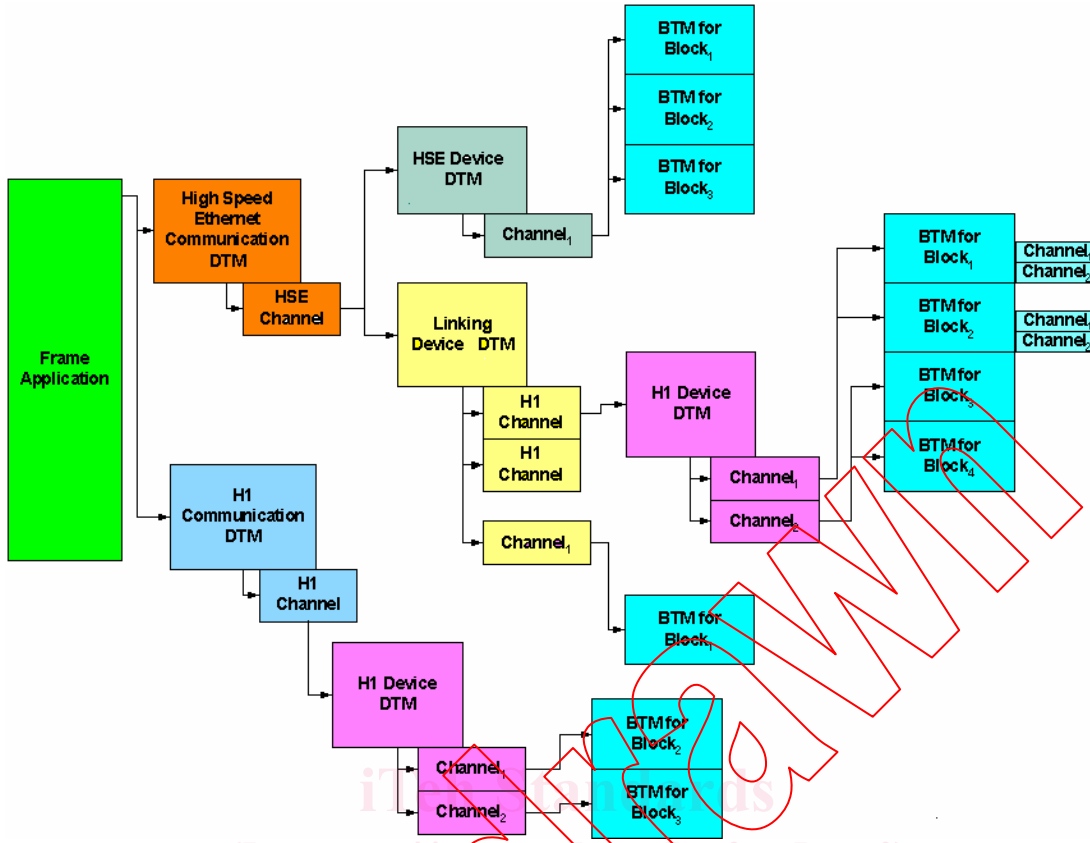 BTM for
Block1
BTM for
Block2
BTM for
Block3
HSE Device
DTM
Channel1
High Speed
Ethernet
Communication
DTM
HSE
Channel
Frame
Application
Linking
Device DTM
H1
Channel
H1
Channel
Channel1
H1 Device
DTM
Channel1
Channel2
BTM for
Block1
Channel1
Channel2
BTM for
Block2
Channel1
Channel2
BTM for
Block3
BTM for
Block4
BTM for
Block1
H1
Communication
DTM
H1
Channel
H1 Device
DTM
Channel1
Channel2
BTM for
Block2
BTM for
Block3
iTeh Standards